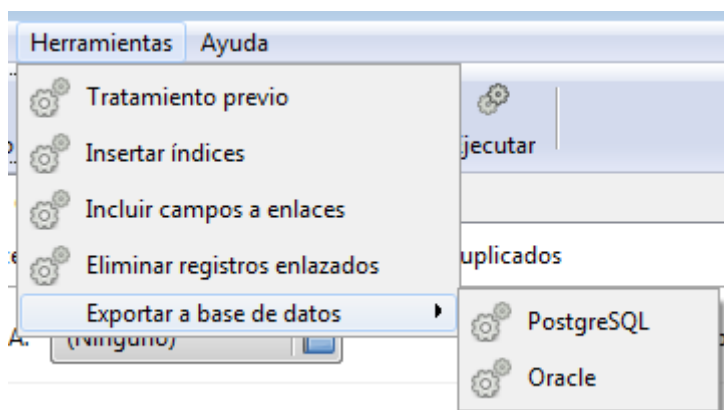 Herramientas Ayuda
Tratamiento previo
Insertar índices
Incluir campos a enlaces
Eliminar registros enlazados
Exportar a base de datos
PostgreSQL
Oracle
jecutar
uplicados
A: (Ninguno)